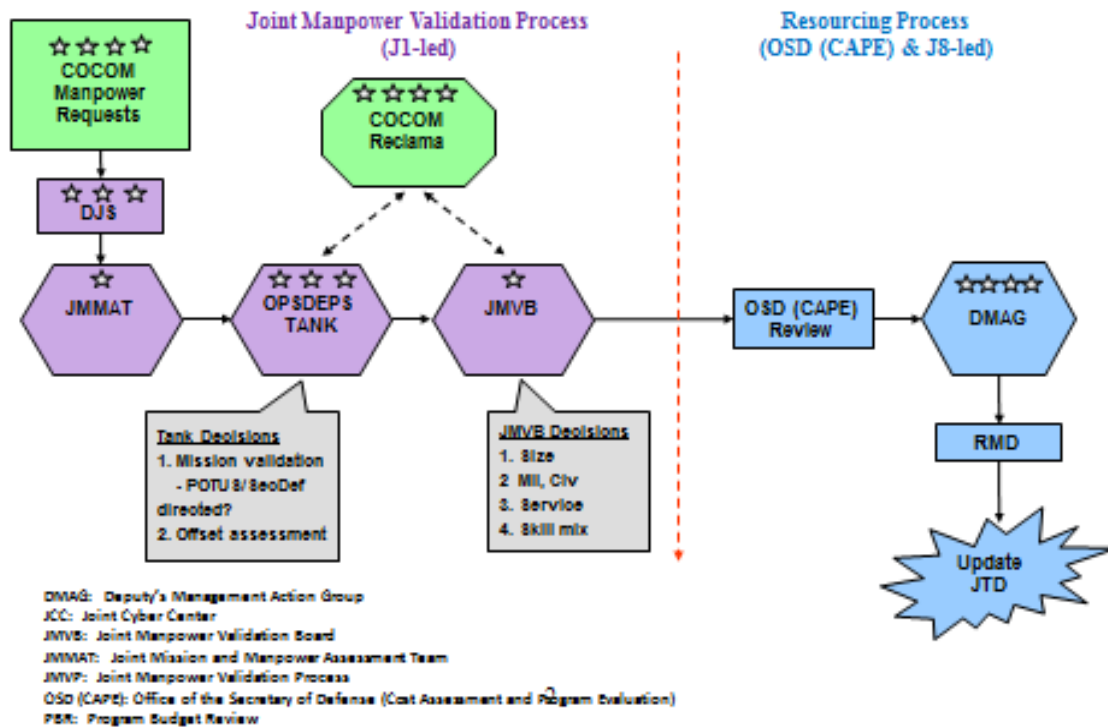 Joint Manpower Validation Process
(J1-led)
Resourcing Process
(OSD (CAPE) & J8-led)
COCOM
Manpower
Requests
COCOM
Reclama
DJS
JMMAT
OPSDEPS
TANK
JMVB
OSD (CAPE)
Review
DMAG
Tank Decisions
1. Mission validation
- POTUS/SecDef
directed?
2. Offset assessment
JMVB Decisions
1. Size
2 Mil, Civ
3. Service
4. Skill mix
RMD
Update
JTD
DMAG: Deputy's Management Action Group
JCC: Joint Cyber Center
JMVB: Joint Manpower Validation Board
JMMAT: Joint Mission and Manpower Assessment Team
JMVP: Joint Manpower Validation Process
OSD (CAPE): Office of the Secretary of Defense (Cost Assessment and Program Evaluation)
PBR: Program Budget Review